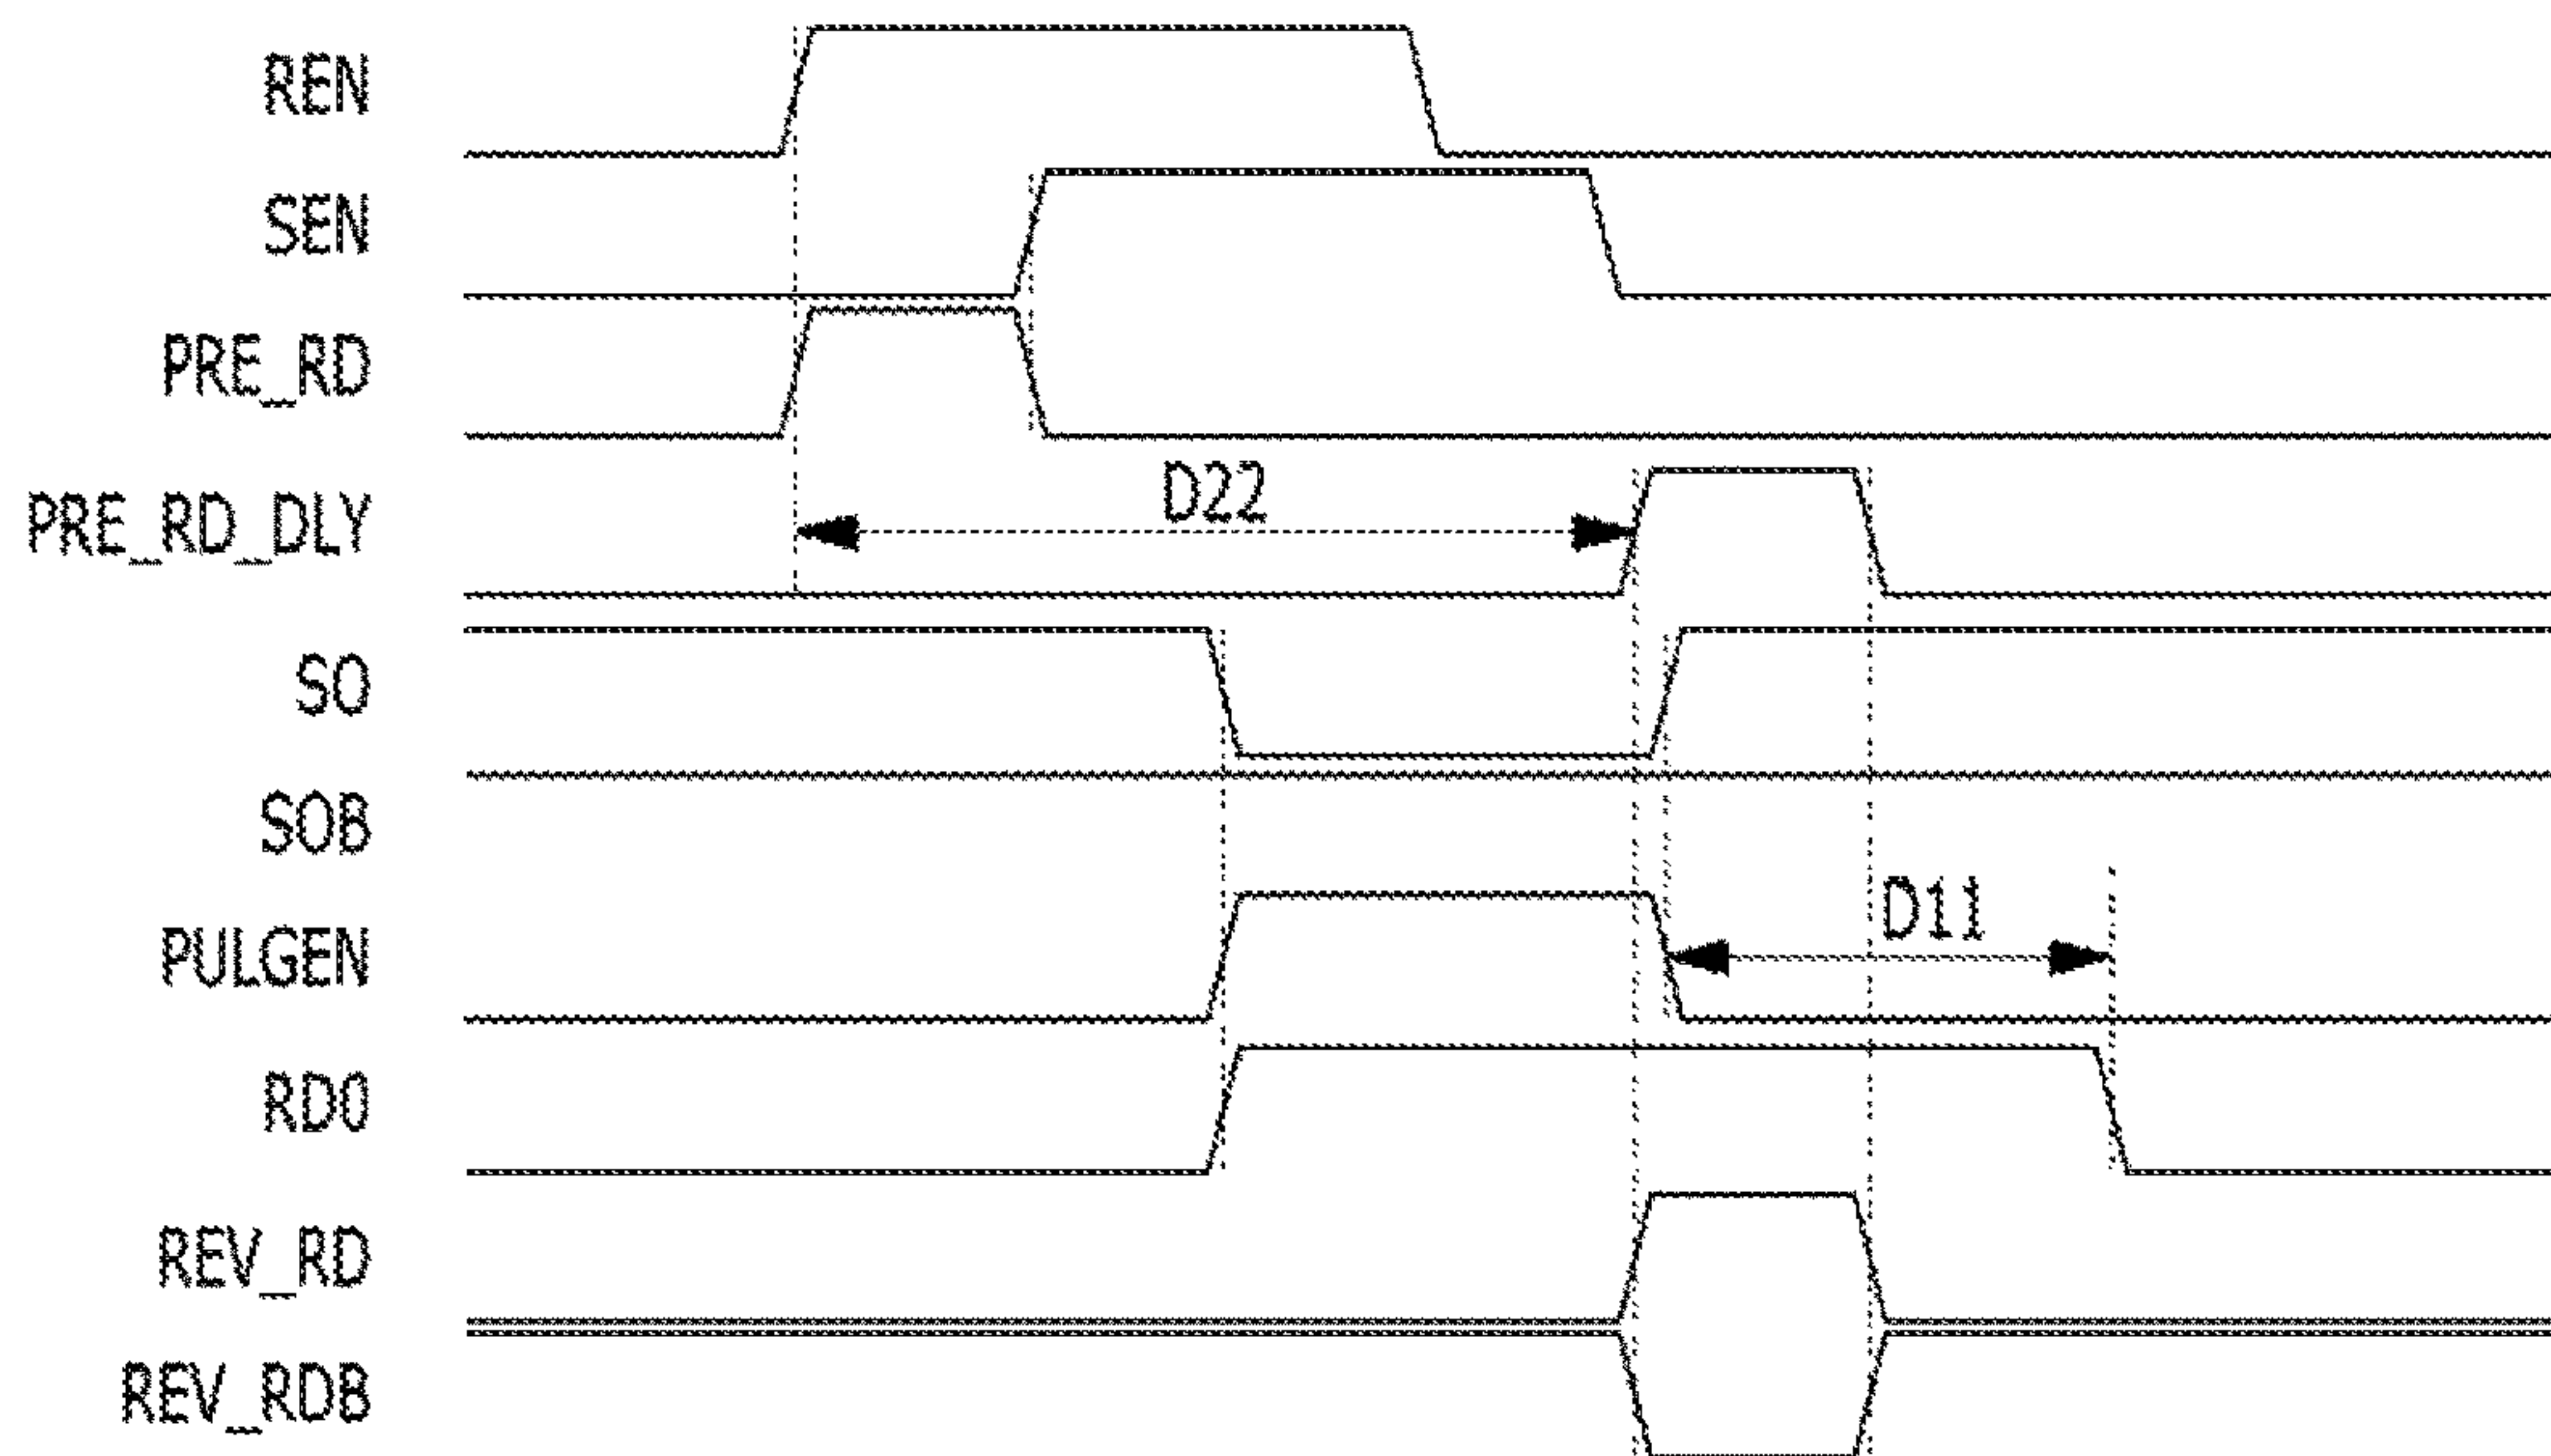 REN
SEN
PRE_RD
D22
PRE_RD_DLY
SO
SOB
D11
PULGEN
RD0
REV_RD
REV_RDB